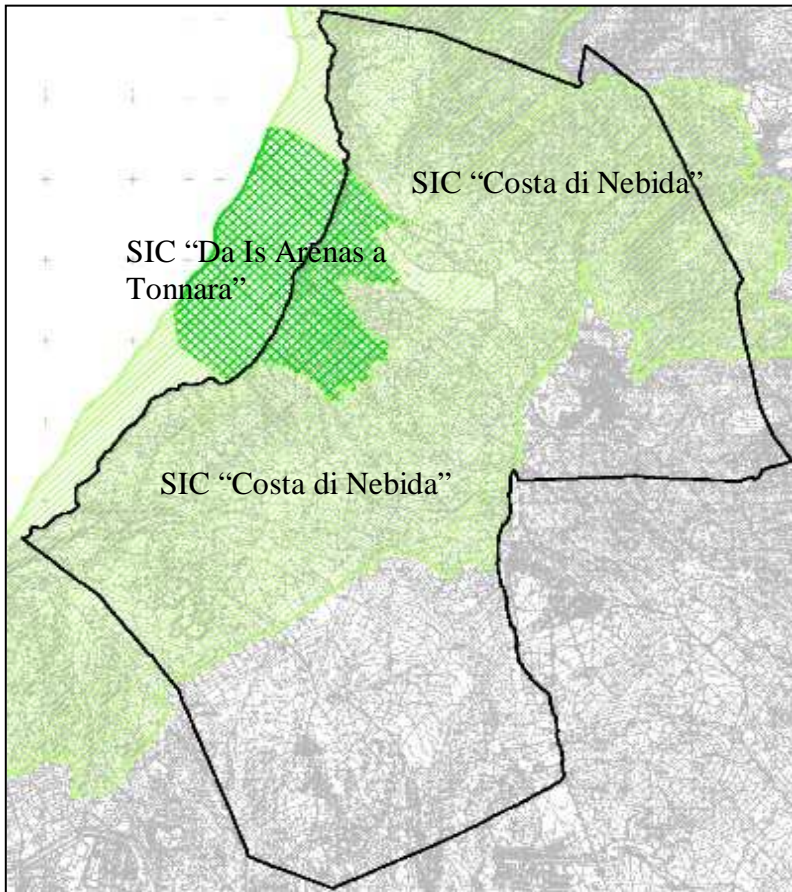 SIC “Costa di Nebida”
SIC “Da Is Arenas a
Tonnara”
SIC “Costa di Nebida”